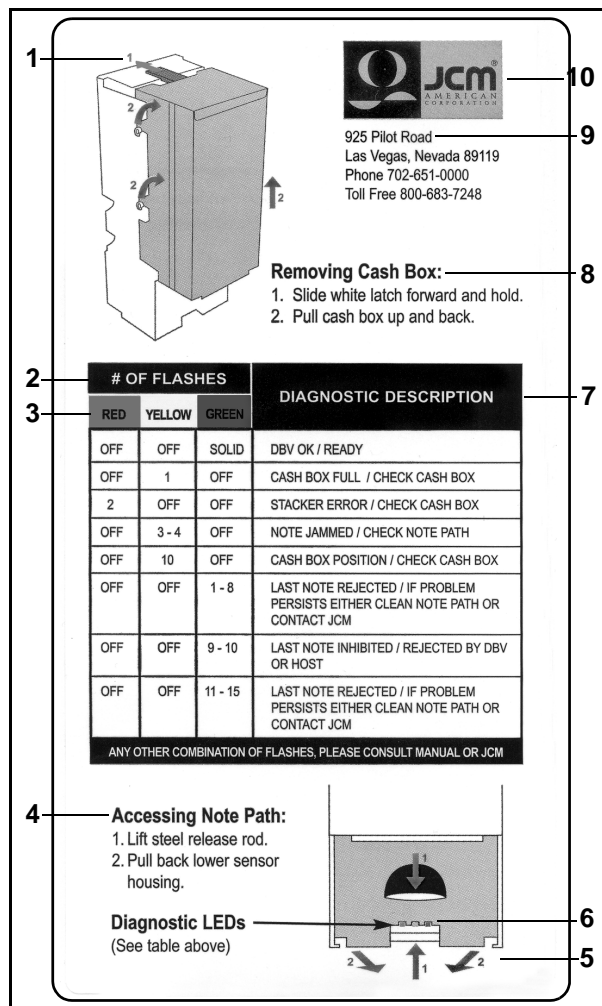 1
1
2
2
2
JCM®
AMERICAN
CORPORATION
10
925 Pilot Road
9
Las Vegas, Nevada 89119
Phone 702-651-0000
Toll Free 800-683-7248
Removing Cash Box:
8
1. Slide white latch forward and hold.
2. Pull cash box up and back.
2
# OF FLASHES
DIAGNOSTIC DESCRIPTION
7
3
RED YELLOW GREEN
OFF OFF SOLID DBV OK / READY
OFF 1 OFF CASH BOX FULL / CHECK CASH BOX
2 OFF OFF STACKER ERROR / CHECK CASH BOX
OFF 3 - 4 OFF NOTE JAMMED / CHECK NOTE PATH
OFF 10 OFF CASH BOX POSITION / CHECK CASH BOX
OFF OFF 1 - 8 LAST NOTE REJECTED / IF PROBLEM
PERSISTS EITHER CLEAN NOTE PATH OR
CONTACT JCM
OFF OFF 9 - 10 LAST NOTE INHIBITED / REJECTED BY DBV
OR HOST
OFF OFF 11 - 15 LAST NOTE REJECTED / IF PROBLEM
PERSISTS EITHER CLEAN NOTE PATH OR
CONTACT JCM
ANY OTHER COMBINATION OF FLASHES, PLEASE CONSULT MANUAL OR JCM
4
Accessing Note Path:
1. Lift steel release rod.
2. Pull back lower sensor
housing.
Diagnostic LEDs
(See table above)
1
6
5
2
1
2